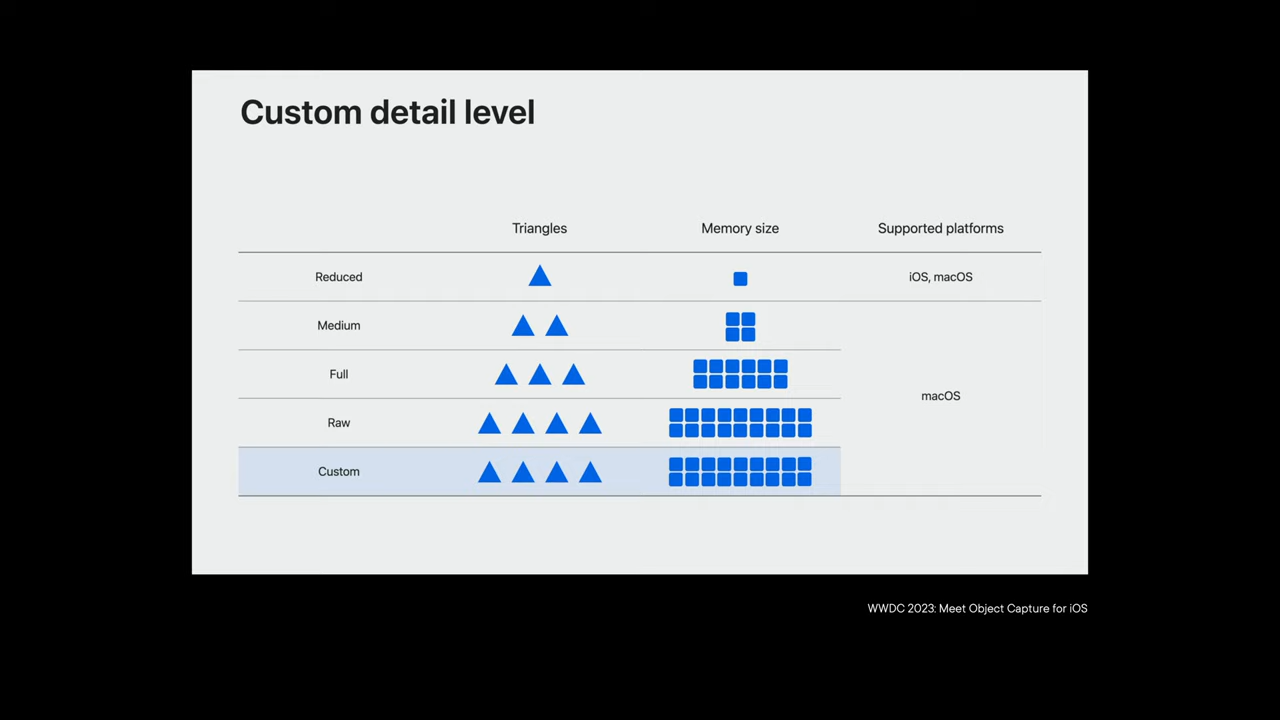 Custom detail level
Triangles Memory size Supported platforms
Reduced iOS, macOS
Medium
Full
macOS
Raw
Custom
WWDC 2023: Meet Object Capture for iOS